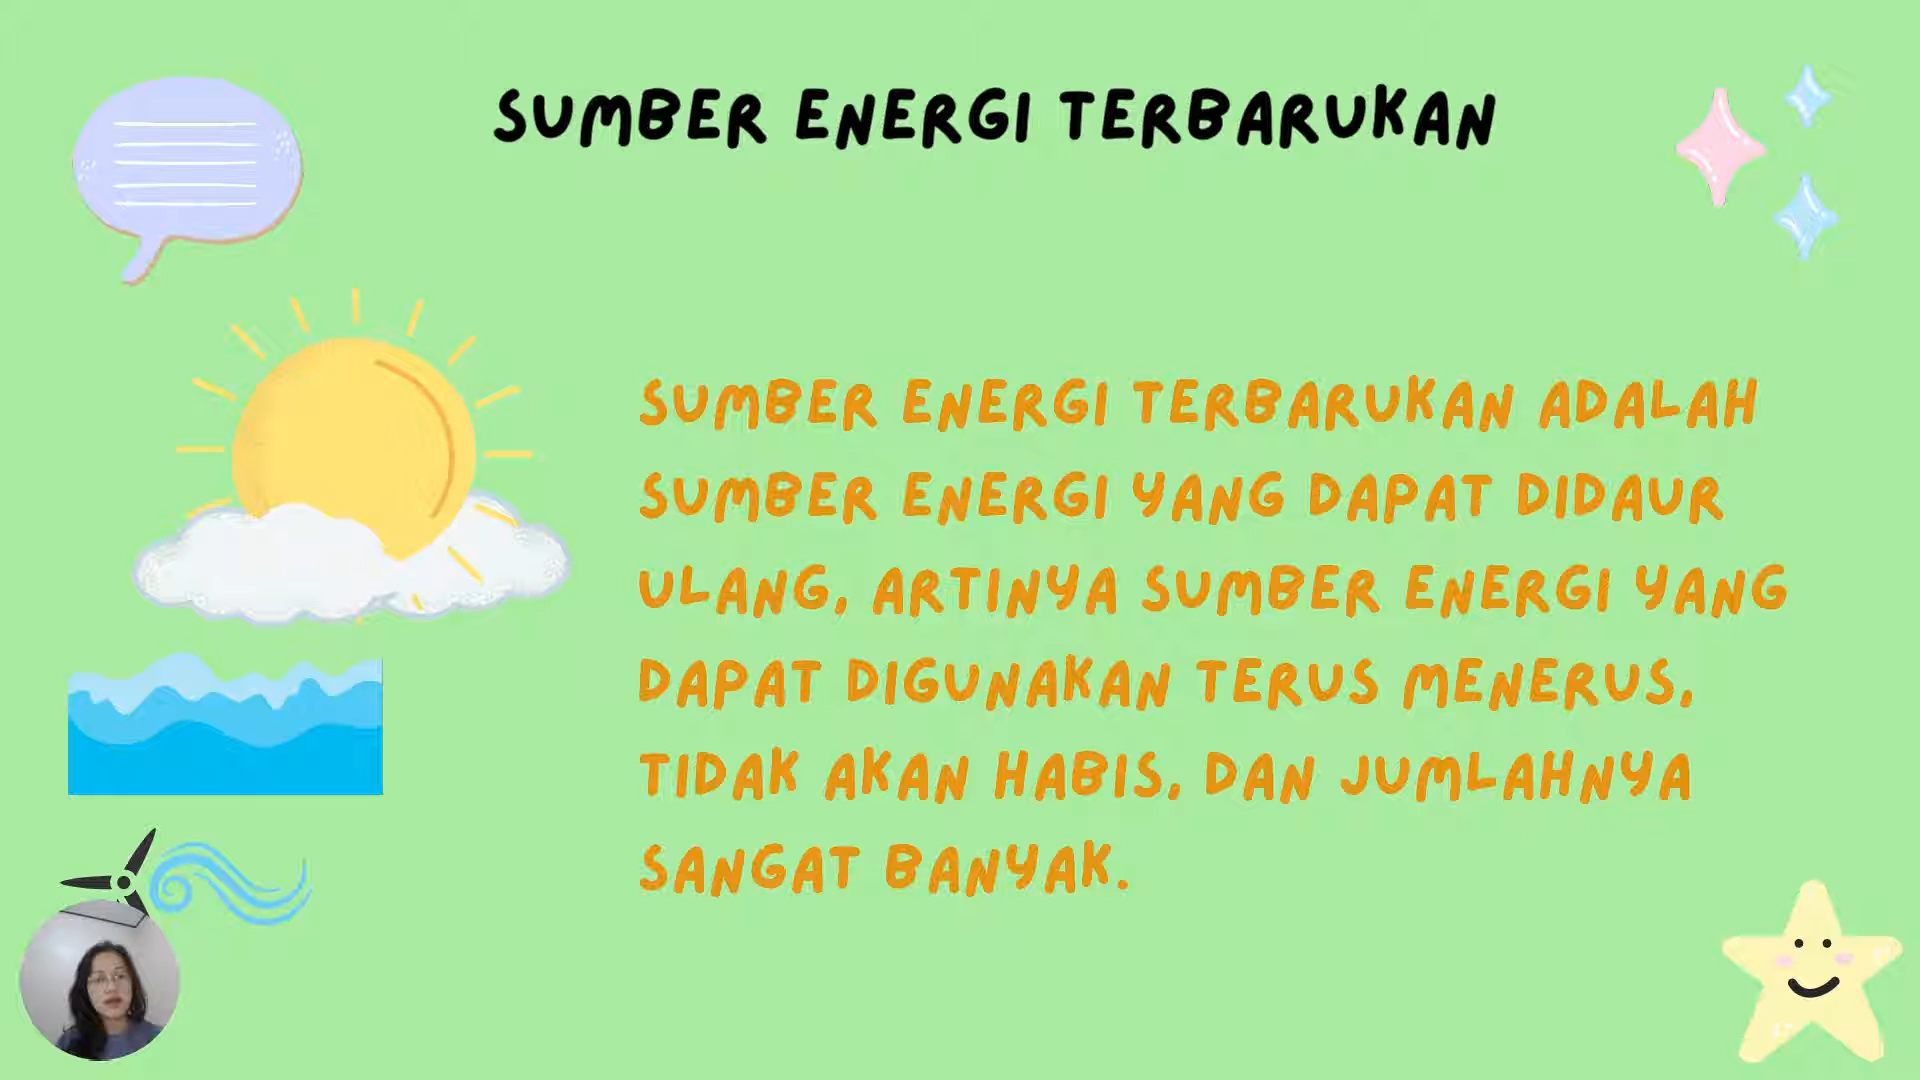 SUMBER ENERGI TERBARUKAN
SUMBER ENERGI TERBARUKAN ADALAH
SUMBER ENERGI YANG DAPAT DIDAUR
ULANG, ARTINYA SUMBER ENERGI YANG
DAPAT DIGUNAKAN TERUS MENERUS,
TIDAK AKAN HABIS, DAN JUMLAHNYA
SANGAT BANYAK.